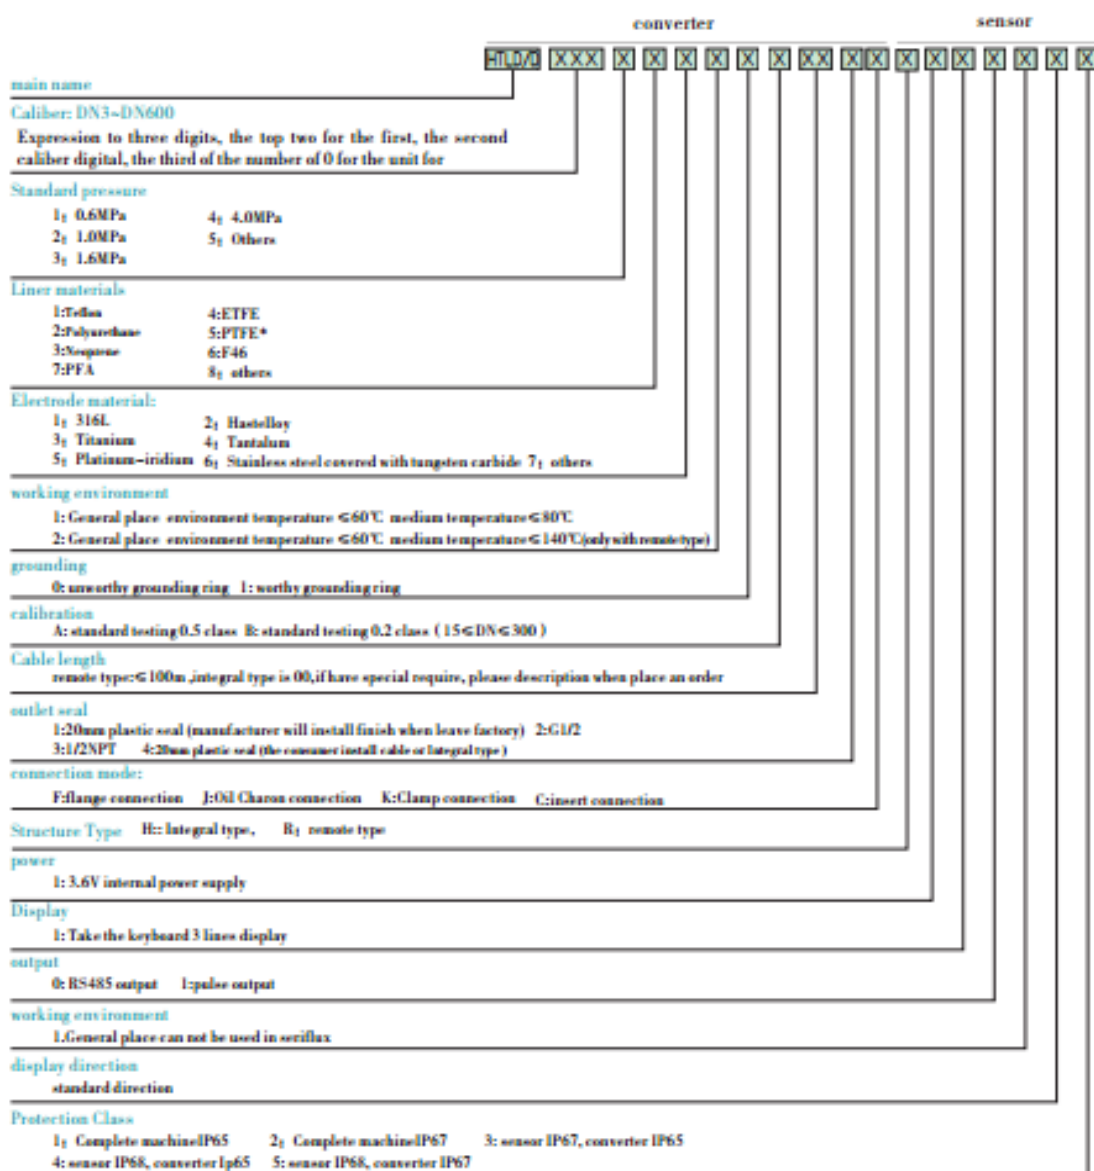 converter sensor
HTLD/D XXX X X X X X X XX X X X X X X X X X
main name
Caliber: DN3~DN600
Expression to three digits, the top two for the first, the second
caliber digital, the third of the number of 0 for the unit for
Standard pressure
1: 0.6MPa 4: 4.0MPa
2: 1.0MPa 5: Others
3: 1.6MPa
Liner materials
1:Teflon 4:ETFE
2:Polyurethane 5:PTFE*
3:Neoprene 6:F46
7:PFA 8: others
Electrode material:
1: 316L 2: Hastelloy
3: Titanium 4: Tantalum
5: Platinum-iridium 6: Stainless steel covered with tungsten carbide 7: others
working environment
1: General place environment temperature ≤60℃ medium temperature≤80℃
2: General place environment temperature ≤60℃ medium temperature≤140℃(only with remote type)
grounding
0: unworthy grounding ring 1: worthy grounding ring
calibration
A: standard testing 0.5 class B: standard testing 0.2 class (15≤DN≤300)
Cable length
remote type:≤100m ,integral type is 00,if have special require, please description when place an order
outlet seal
1:20mm plastic seal (manufacturer will install finish when leave factory) 2:G1/2
3:1/2NPT 4:20mm plastic seal (the consumer install cable or Integral type )
connection mode:
F:flange connection J:Oil Charon connection K:Clamp connection C:insert connection
Structure Type H:: Integral type, R: remote type
power
1: 3.6V internal power supply
Display
1: Take the keyboard 3 lines display
output
0: RS485 output 1:pulse output
working environment
1.General place can not be used in seriflux
display direction
standard direction
Protection Class
1: Complete machineIP65 2: Complete machineIP67 3: sensor IP67, converter IP65
4: sensor IP68, converter Ip65 5: sensor IP68, converter IP67